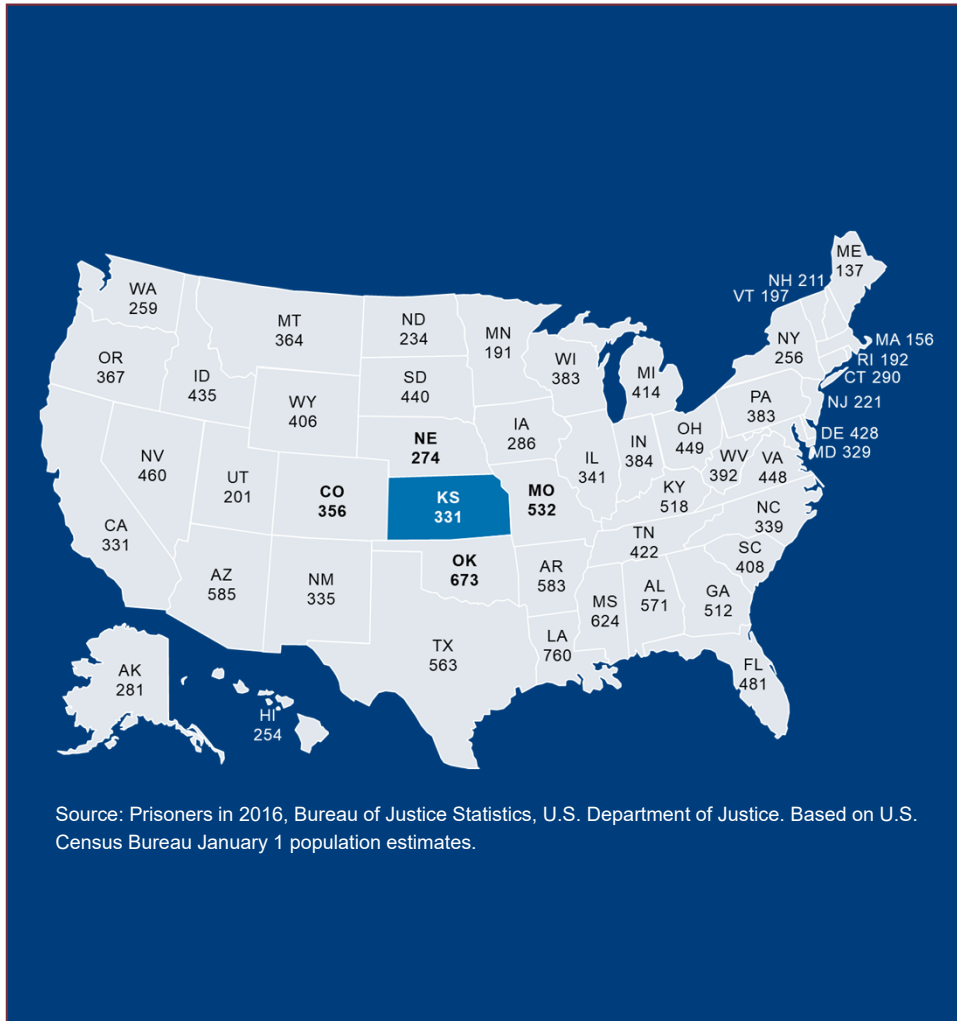 ME
137
NH 211
VT 197
WA
259
MT
364
ND
234
MN
191
NY
256
MA 156
RI 192
CT 290
OR
367
ID
435
SD
440
WI
383
MI
414
WY
406
PA
383
NJ 221
IA
286
OH
449
DE 428
MD 329
NE
274
NV
460
UT
201
CO
356
KS
331
MO
532
IL
341
IN
384
WV
392
VA
448
KY
518
CA
331
NC
339
TN
422
SC
408
AZ
585
NM
335
OK
673
AR
583
MS
624
AL
571
GA
512
TX
563
LA
760
FL
481
AK
281
HI
254
Source: Prisoners in 2016, Bureau of Justice Statistics, U.S. Department of Justice. Based on U.S.
Census Bureau January 1 population estimates.